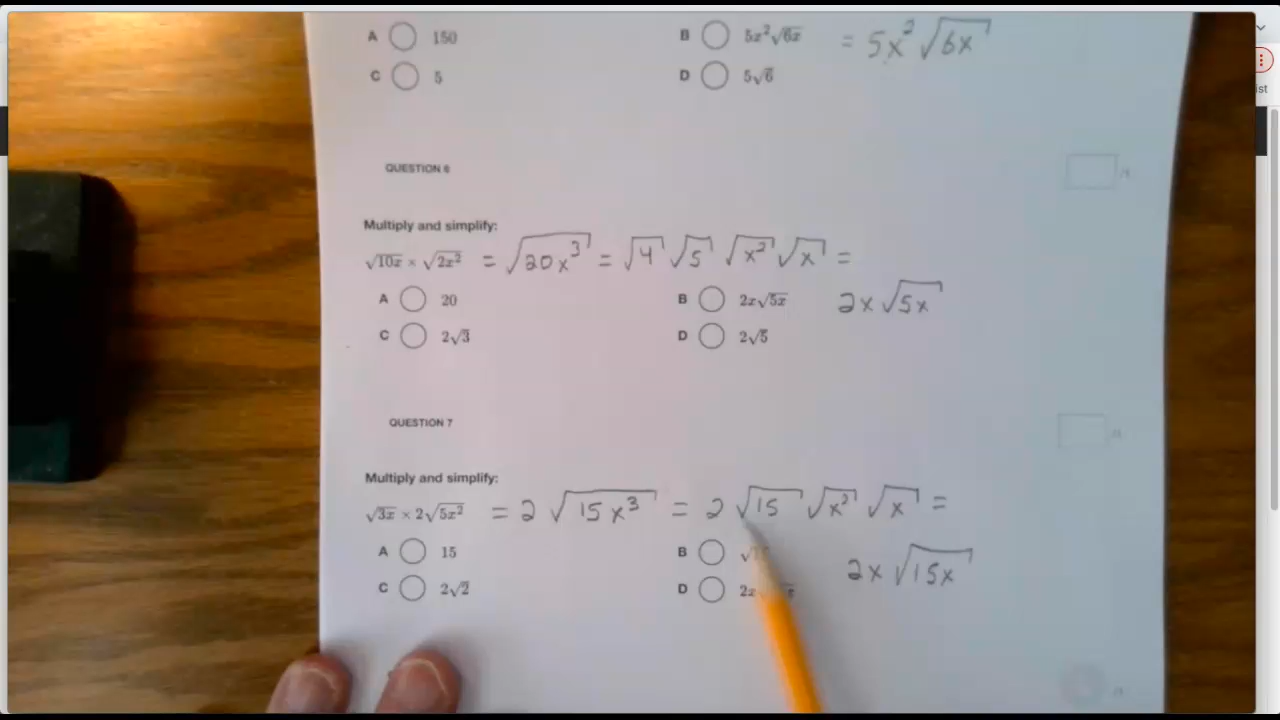 A 150 B 5x²√6x = 5x²√6x
C 5 D 5√6
ist
QUESTION 6
/1
Multiply and simplify:
√10x × √2x² = √20x³ = √4 √5 √x² √x =
A 20 B 2x√5x 2x√5x
C 2√3 D 2√5
QUESTION 7
Multiply and simplify:
√3x × 2√5x² = 2√15x³ = 2√15 √x² √x =
A 15 B 2x√15x
C 2√2 D